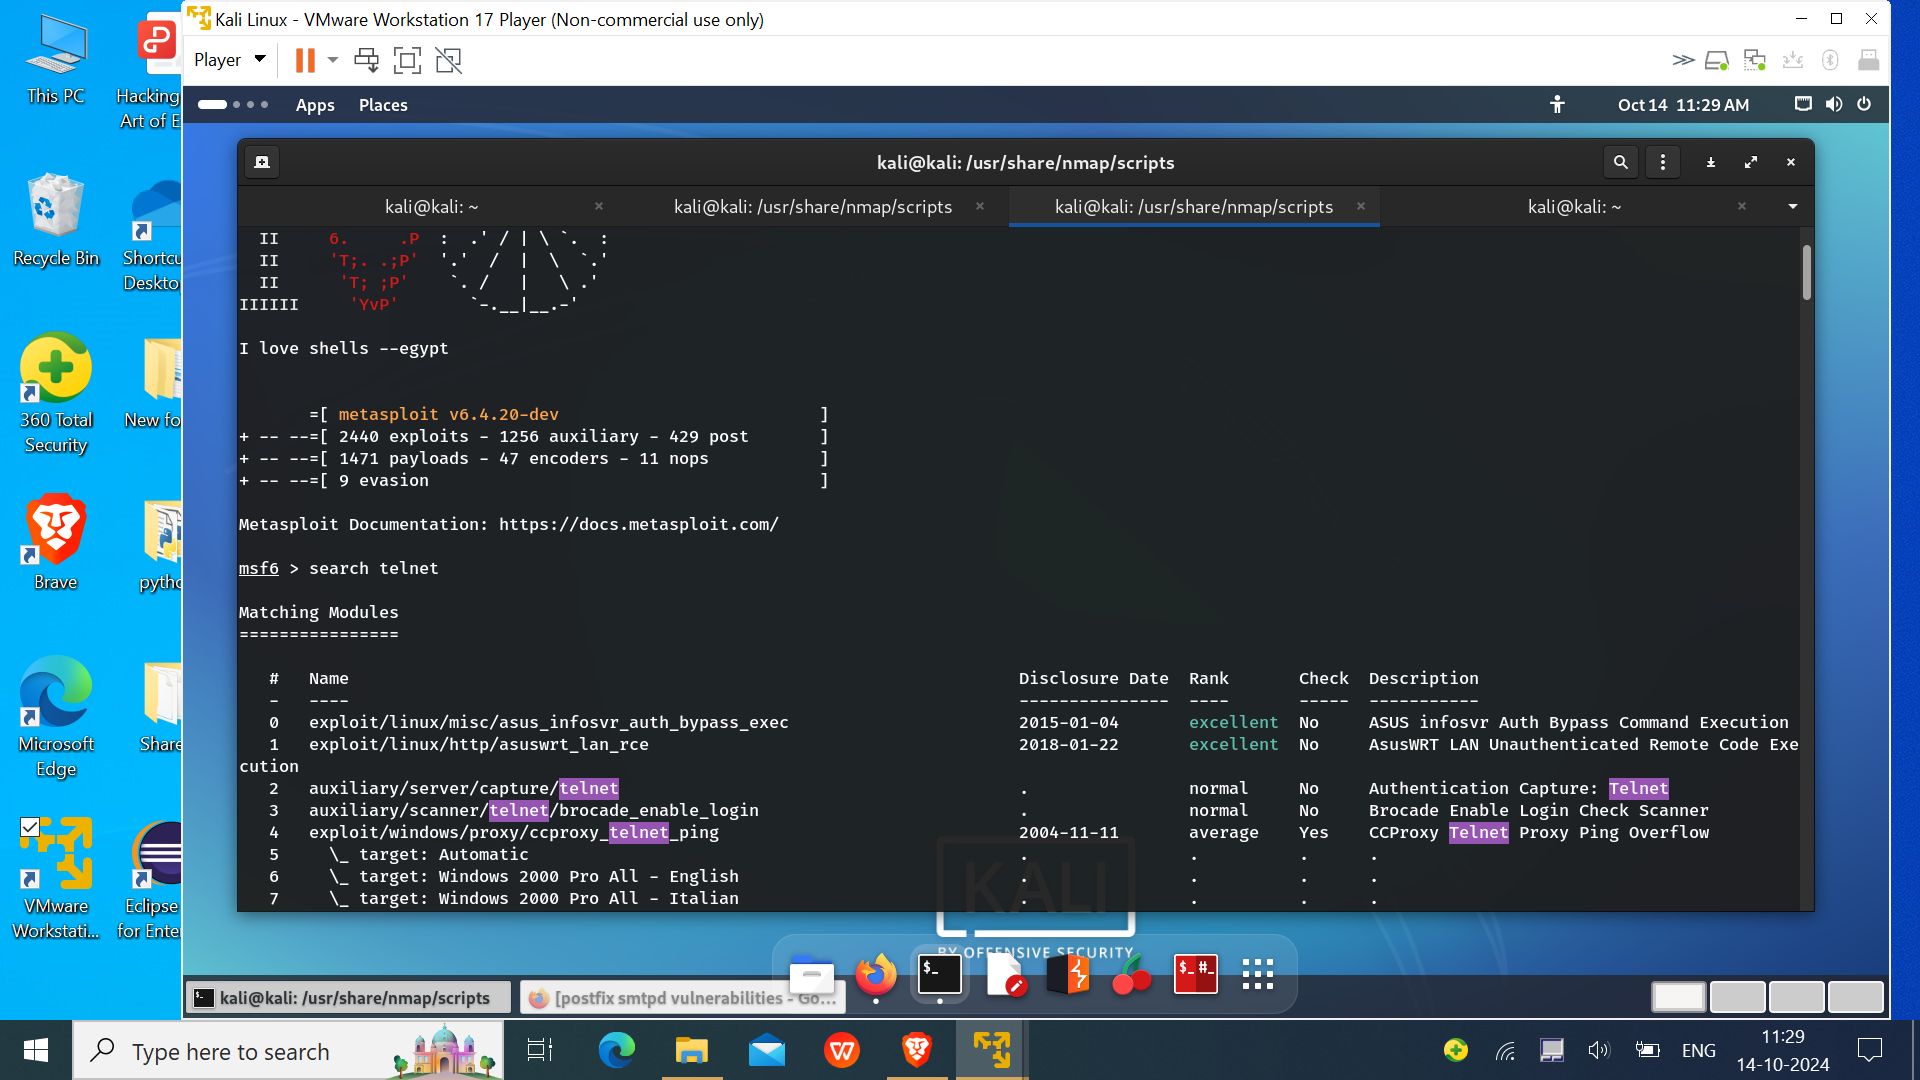 Kali Linux - VMware Workstation 17 Player (Non-commercial use only)
Player
Apps Places Oct 14 11:29 AM
kali@kali: /usr/share/nmap/scripts
kali@kali: ~ kali@kali: /usr/share/nmap/scripts kali@kali: /usr/share/nmap/scripts kali@kali: ~
II 6. .P : .' / | \ `. :
II 'T;. .;P' '.' / | \ `.'
II 'T; ;P' `. / | \ .'
IIIIII 'YvP' `-.__|__.-'
I love shells --egypt
=[ metasploit v6.4.20-dev ]
+ -- --=[ 2440 exploits - 1256 auxiliary - 429 post ]
+ -- --=[ 1471 payloads - 47 encoders - 11 nops ]
+ -- --=[ 9 evasion ]
Metasploit Documentation: https://docs.metasploit.com/
msf6 > search telnet
Matching Modules
================
# Name Disclosure Date Rank Check Description
- ---- --------------- ---- ----- -----------
0 exploit/linux/misc/asus_infosvr_auth_bypass_exec 2015-01-04 excellent No ASUS infosvr Auth Bypass Command Execution
1 exploit/linux/http/asuswrt_lan_rce 2018-01-22 excellent No AsusWRT LAN Unauthenticated Remote Code Exe
cution
2 auxiliary/server/capture/telnet . normal No Authentication Capture: Telnet
3 auxiliary/scanner/telnet/brocade_enable_login . normal No Brocade Enable Login Check Scanner
4 exploit/windows/proxy/ccproxy_telnet_ping 2004-11-11 average Yes CCProxy Telnet Proxy Ping Overflow
5 \_ target: Automatic . . . .
6 \_ target: Windows 2000 Pro All - English . . . .
7 \_ target: Windows 2000 Pro All - Italian . . . .
KALI
BY OFFENSIVE SECURITY
kali@kali: /usr/share/nmap/scripts
[postfix smtpd vulnerabilities - Go...
This PC
Hacking
Art of E
Recycle Bin
Shortcu
Deskto
360 Total
Security
New fo
Brave
pytho
Microsoft
Edge
Share
VMware
Workstati...
Eclipse
for Enter
Type here to search
ENG
11:29
14-10-2024